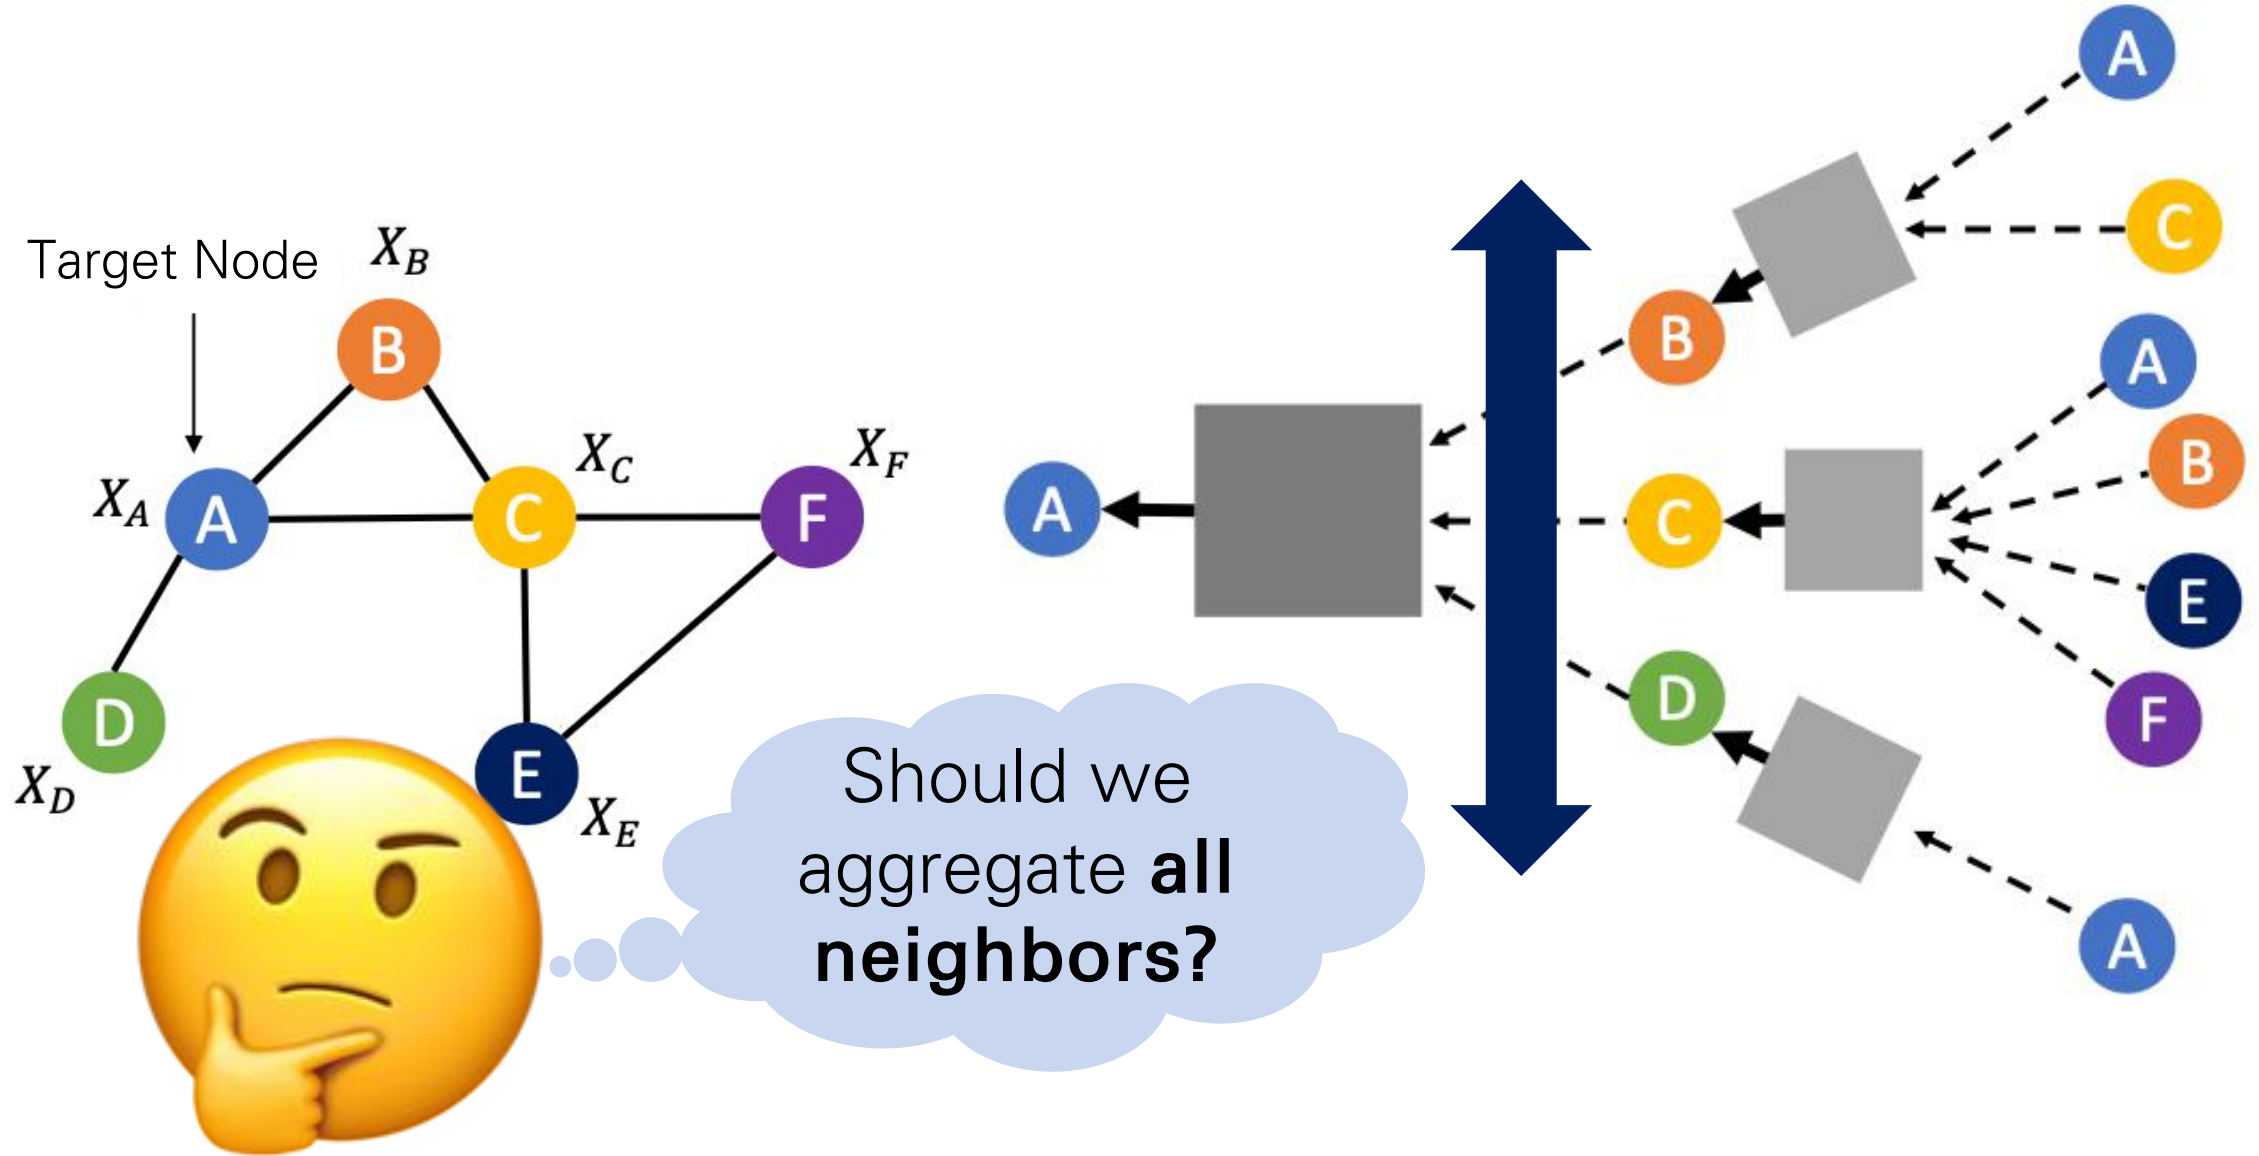 Target Node
X_B
B
X_A
A
X_C
C
X_F
F
D
X_D
E
X_E
Should we
aggregate all
neighbors?
A
B
C
D
A
C
A
B
E
F
A